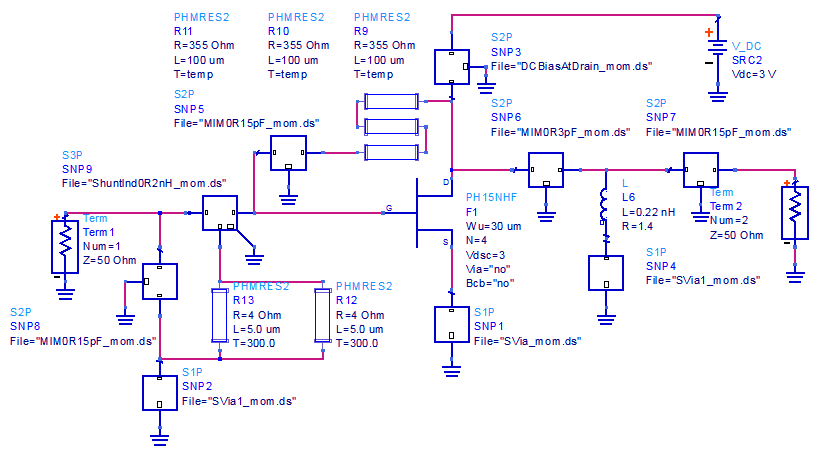 PHMRES2
R11
R=355 Ohm
L=100 um
T=temp
PHMRES2
R10
R=355 Ohm
L=100 um
T=temp
PHMRES2
R9
R=355 Ohm
L=100 um
T=temp
S2P
SNP3
File="DCBiasAtDrain_mom.ds"
+
-
V_DC
SRC2
Vdc=3 V
S2P
SNP5
File="MIM0R15pF_mom.ds"
S2P
SNP6
File="MIM0R3pF_mom.ds"
S2P
SNP7
File="MIM0R15pF_mom.ds"
S3P
SNP9
File="ShuntInd0R2nH_mom.ds"
+
-
Term
Term1
Num=1
Z=50 Ohm
G
D
S
PH15NHF
F1
Wu=30 um
N=4
Vdsc=3
Via="no"
Bcb="no"
L
L6
L=0.22 nH
R=1.4
Term
Term2
Num=2
Z=50 Ohm
+
-
S1P
SNP4
File="SVia1_mom.ds"
S2P
SNP8
File="MIM0R15pF_mom.ds"
PHMRES2
R13
R=4 Ohm
L=5.0 um
T=300.0
PHMRES2
R12
R=4 Ohm
L=5.0 um
T=300.0
S1P
SNP1
File="SVia_mom.ds"
S1P
SNP2
File="SVia1_mom.ds"